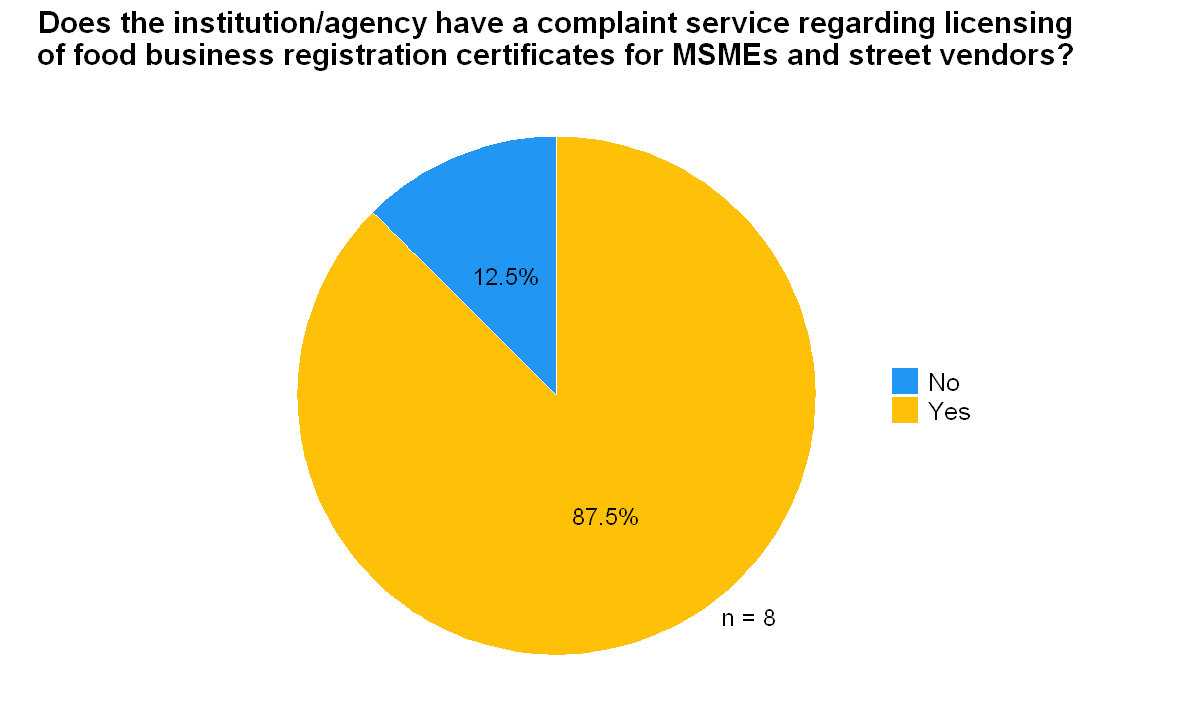 Does the institution/agency have a complaint service regarding licensing
of food business registration certificates for MSMEs and street vendors?
12.5%
No
Yes
87.5%
n = 8